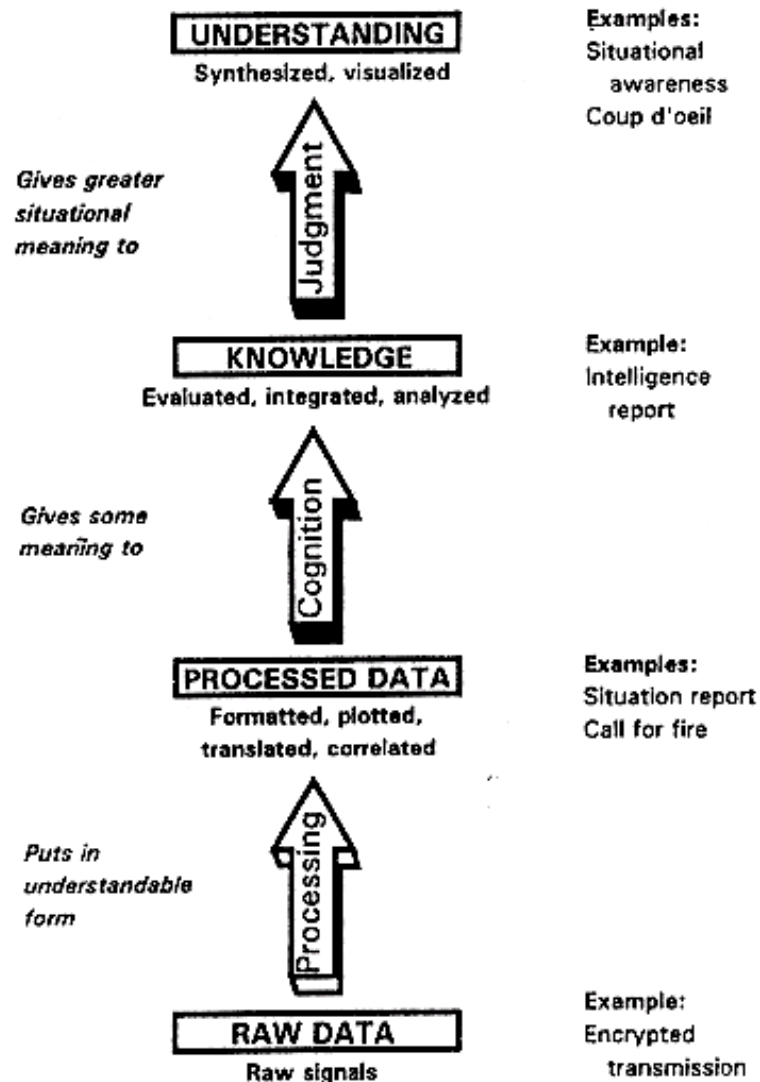 UNDERSTANDING
Synthesized, visualized
Examples:
Situational
awareness
Coup d'oeil
Judgment
Gives greater
situational
meaning to
KNOWLEDGE
Evaluated, integrated, analyzed
Example:
Intelligence
report
Cognition
Gives some
meaning to
PROCESSED DATA
Formatted, plotted,
translated, correlated
Examples:
Situation report
Call for fire
Processing
Puts in
understandable
form
RAW DATA
Raw signals
Example:
Encrypted
transmission